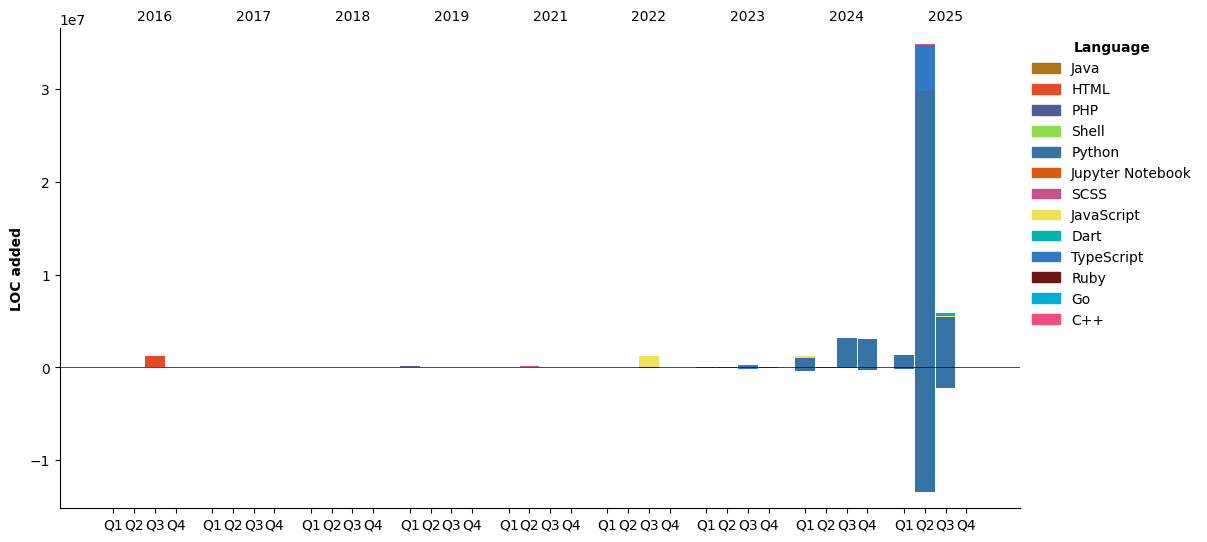 2016 2017 2018 2019 2021 2022 2023 2024 2025
1e7
Language
Java
HTML
PHP
Shell
Python
Jupyter Notebook
SCSS
JavaScript
Dart
TypeScript
Ruby
Go
C++
LOC added
3
2
1
0
−1
Q1 Q2 Q3 Q4 Q1 Q2 Q3 Q4 Q1 Q2 Q3 Q4 Q1 Q2 Q3 Q4 Q1 Q2 Q3 Q4 Q1 Q2 Q3 Q4 Q1 Q2 Q3 Q4 Q1 Q2 Q3 Q4 Q1 Q2 Q3 Q4